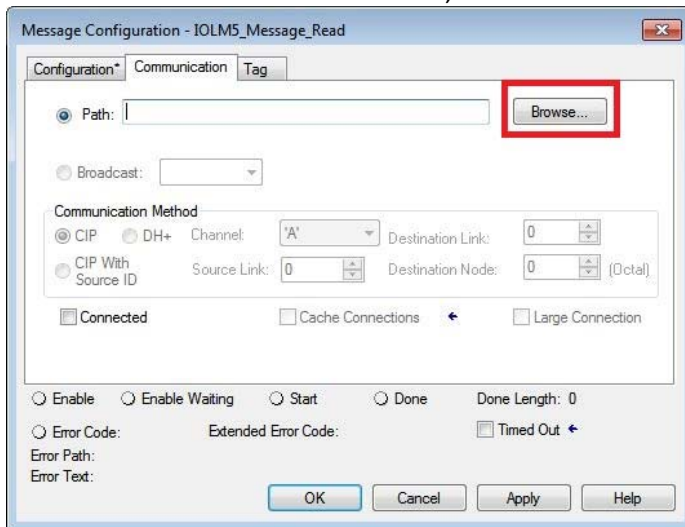 Message Configuration - IOLM5_Message_Read
Configuration* Communication Tag
Path: Browse...
Broadcast:
Communication Method
CIP DH+ Channel: 'A' Destination Link: 0
CIP With Source ID Source Link: 0 Destination Node: 0 (Octal)
Connected Cache Connections Large Connection
Enable Enable Waiting Start Done Done Length: 0
Error Code: Extended Error Code: Timed Out
Error Path:
Error Text:
OK Cancel Apply Help